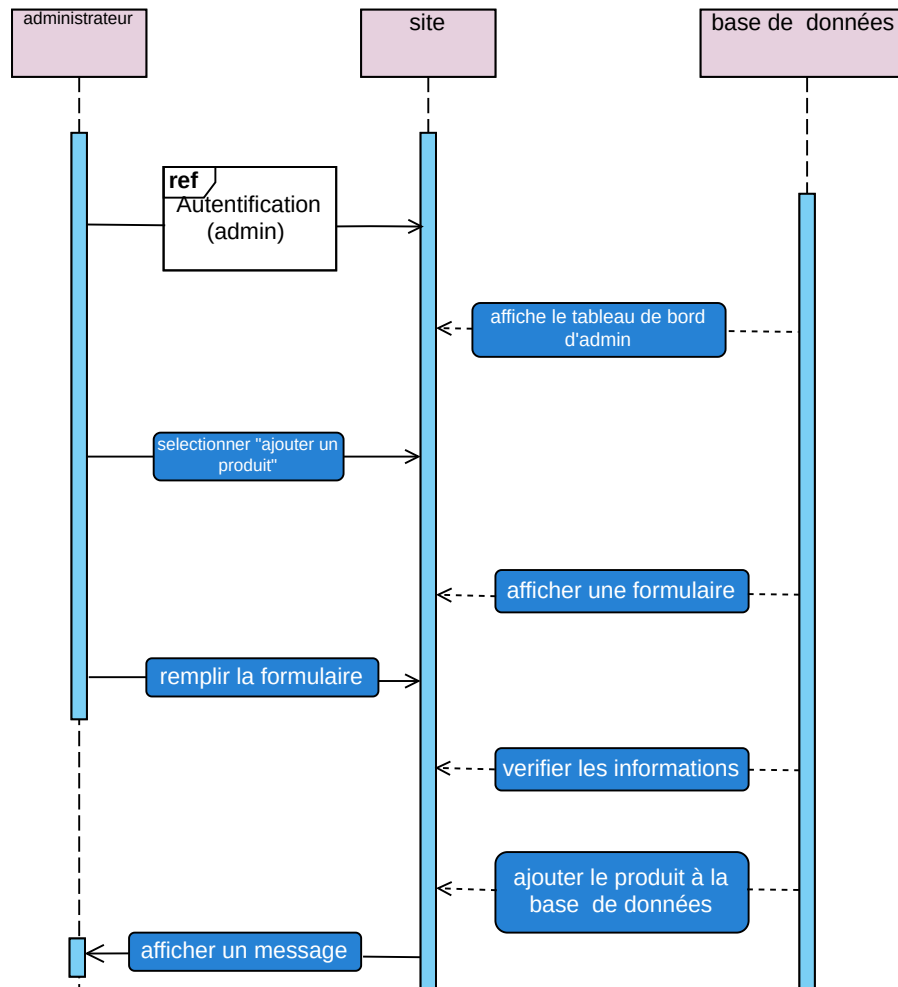 administrateur
site
base de  données
ref
Autentification
(admin)
affiche le tableau de bord
d'admin
selectionner "ajouter un
produit"
afficher une formulaire
remplir la formulaire
verifier les informations
ajouter le produit à la
base  de données
afficher un message